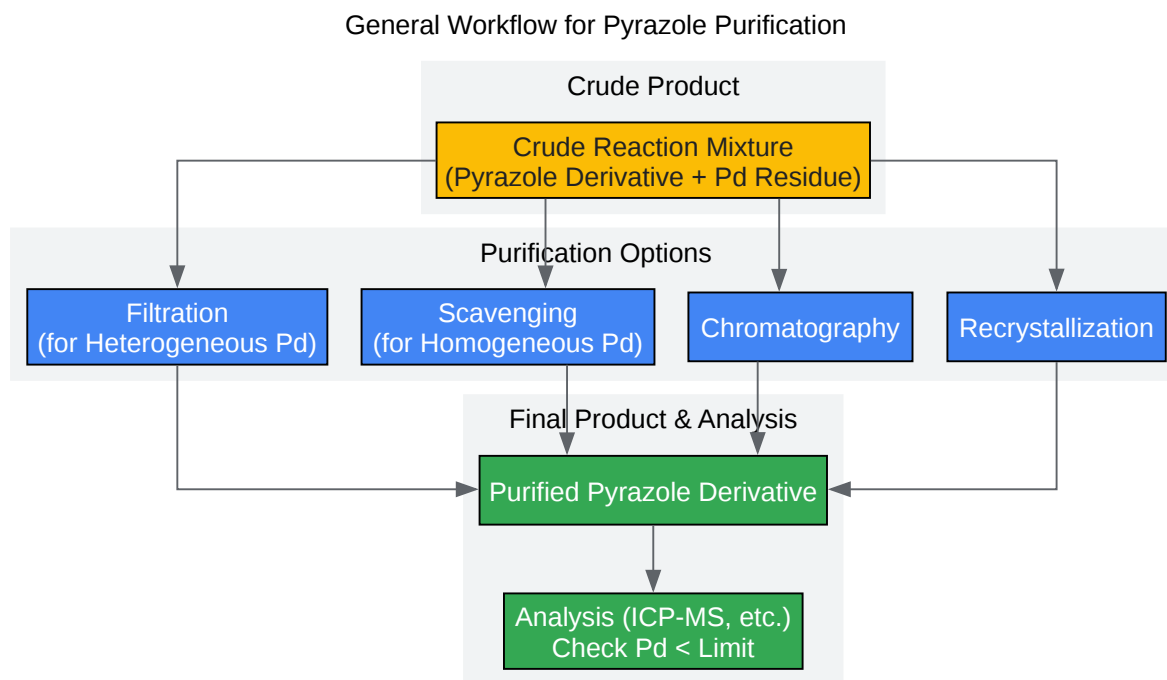 General Workflow for Pyrazole Purification
Crude Product
Crude Reaction Mixture
(Pyrazole Derivative + Pd Residue)
Purification Options
Filtration
(for Heterogeneous Pd)
Scavenging
(for Homogeneous Pd)
Chromatography
Recrystallization
Final Product & Analysis
Purified Pyrazole Derivative
Analysis (ICP-MS, etc.)
Check Pd < Limit